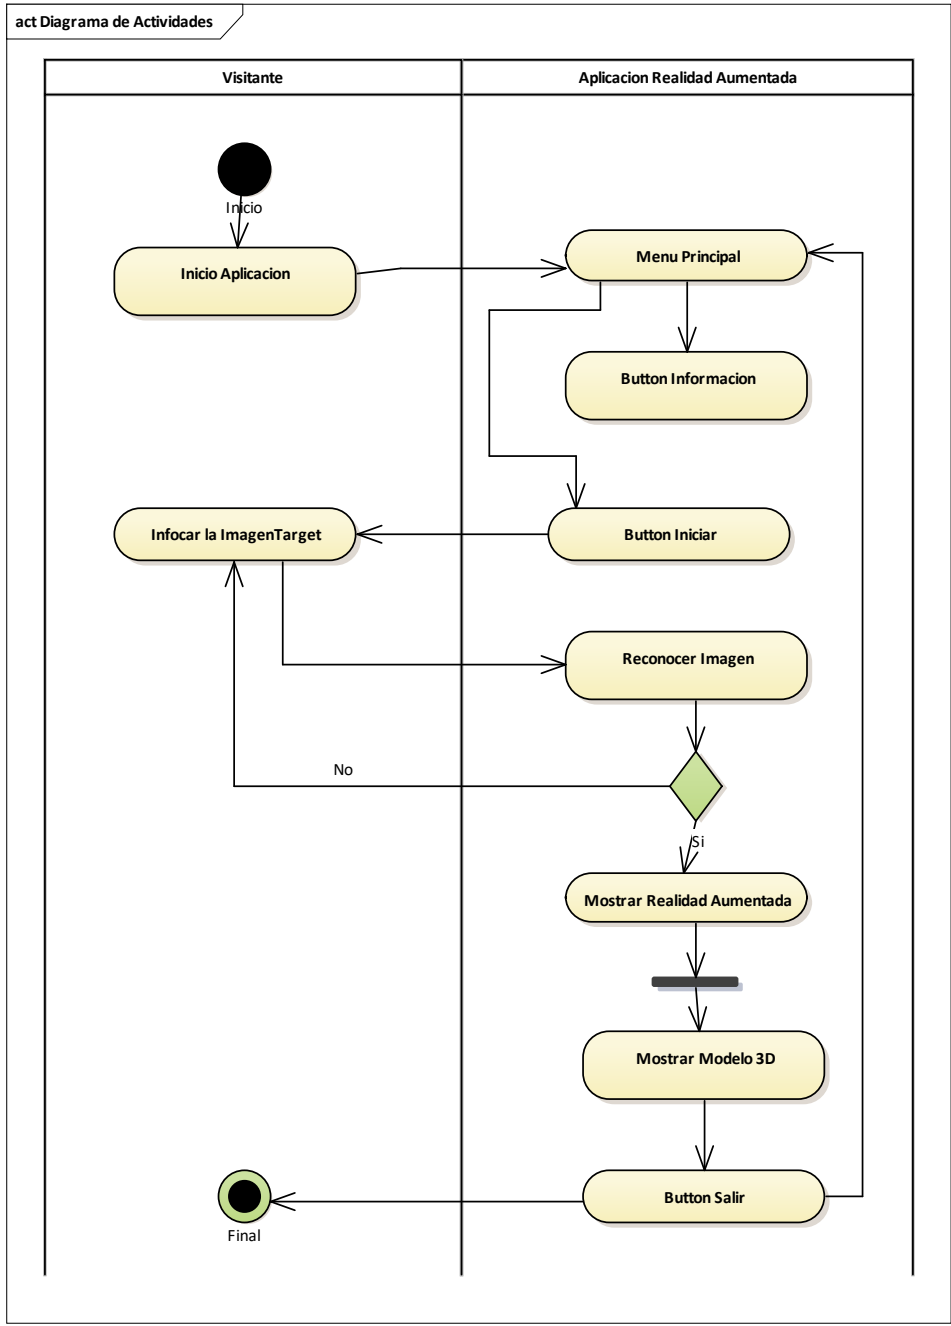 act Diagrama de Actividades
Visitante
Aplicacion Realidad Aumentada
Inicio
Inicio Aplicacion
Menu Principal
Button Informacion
Infocar la ImagenTarget
Button Iniciar
Reconocer Imagen
No
Si
Mostrar Realidad Aumentada
Mostrar Modelo 3D
Button Salir
Final